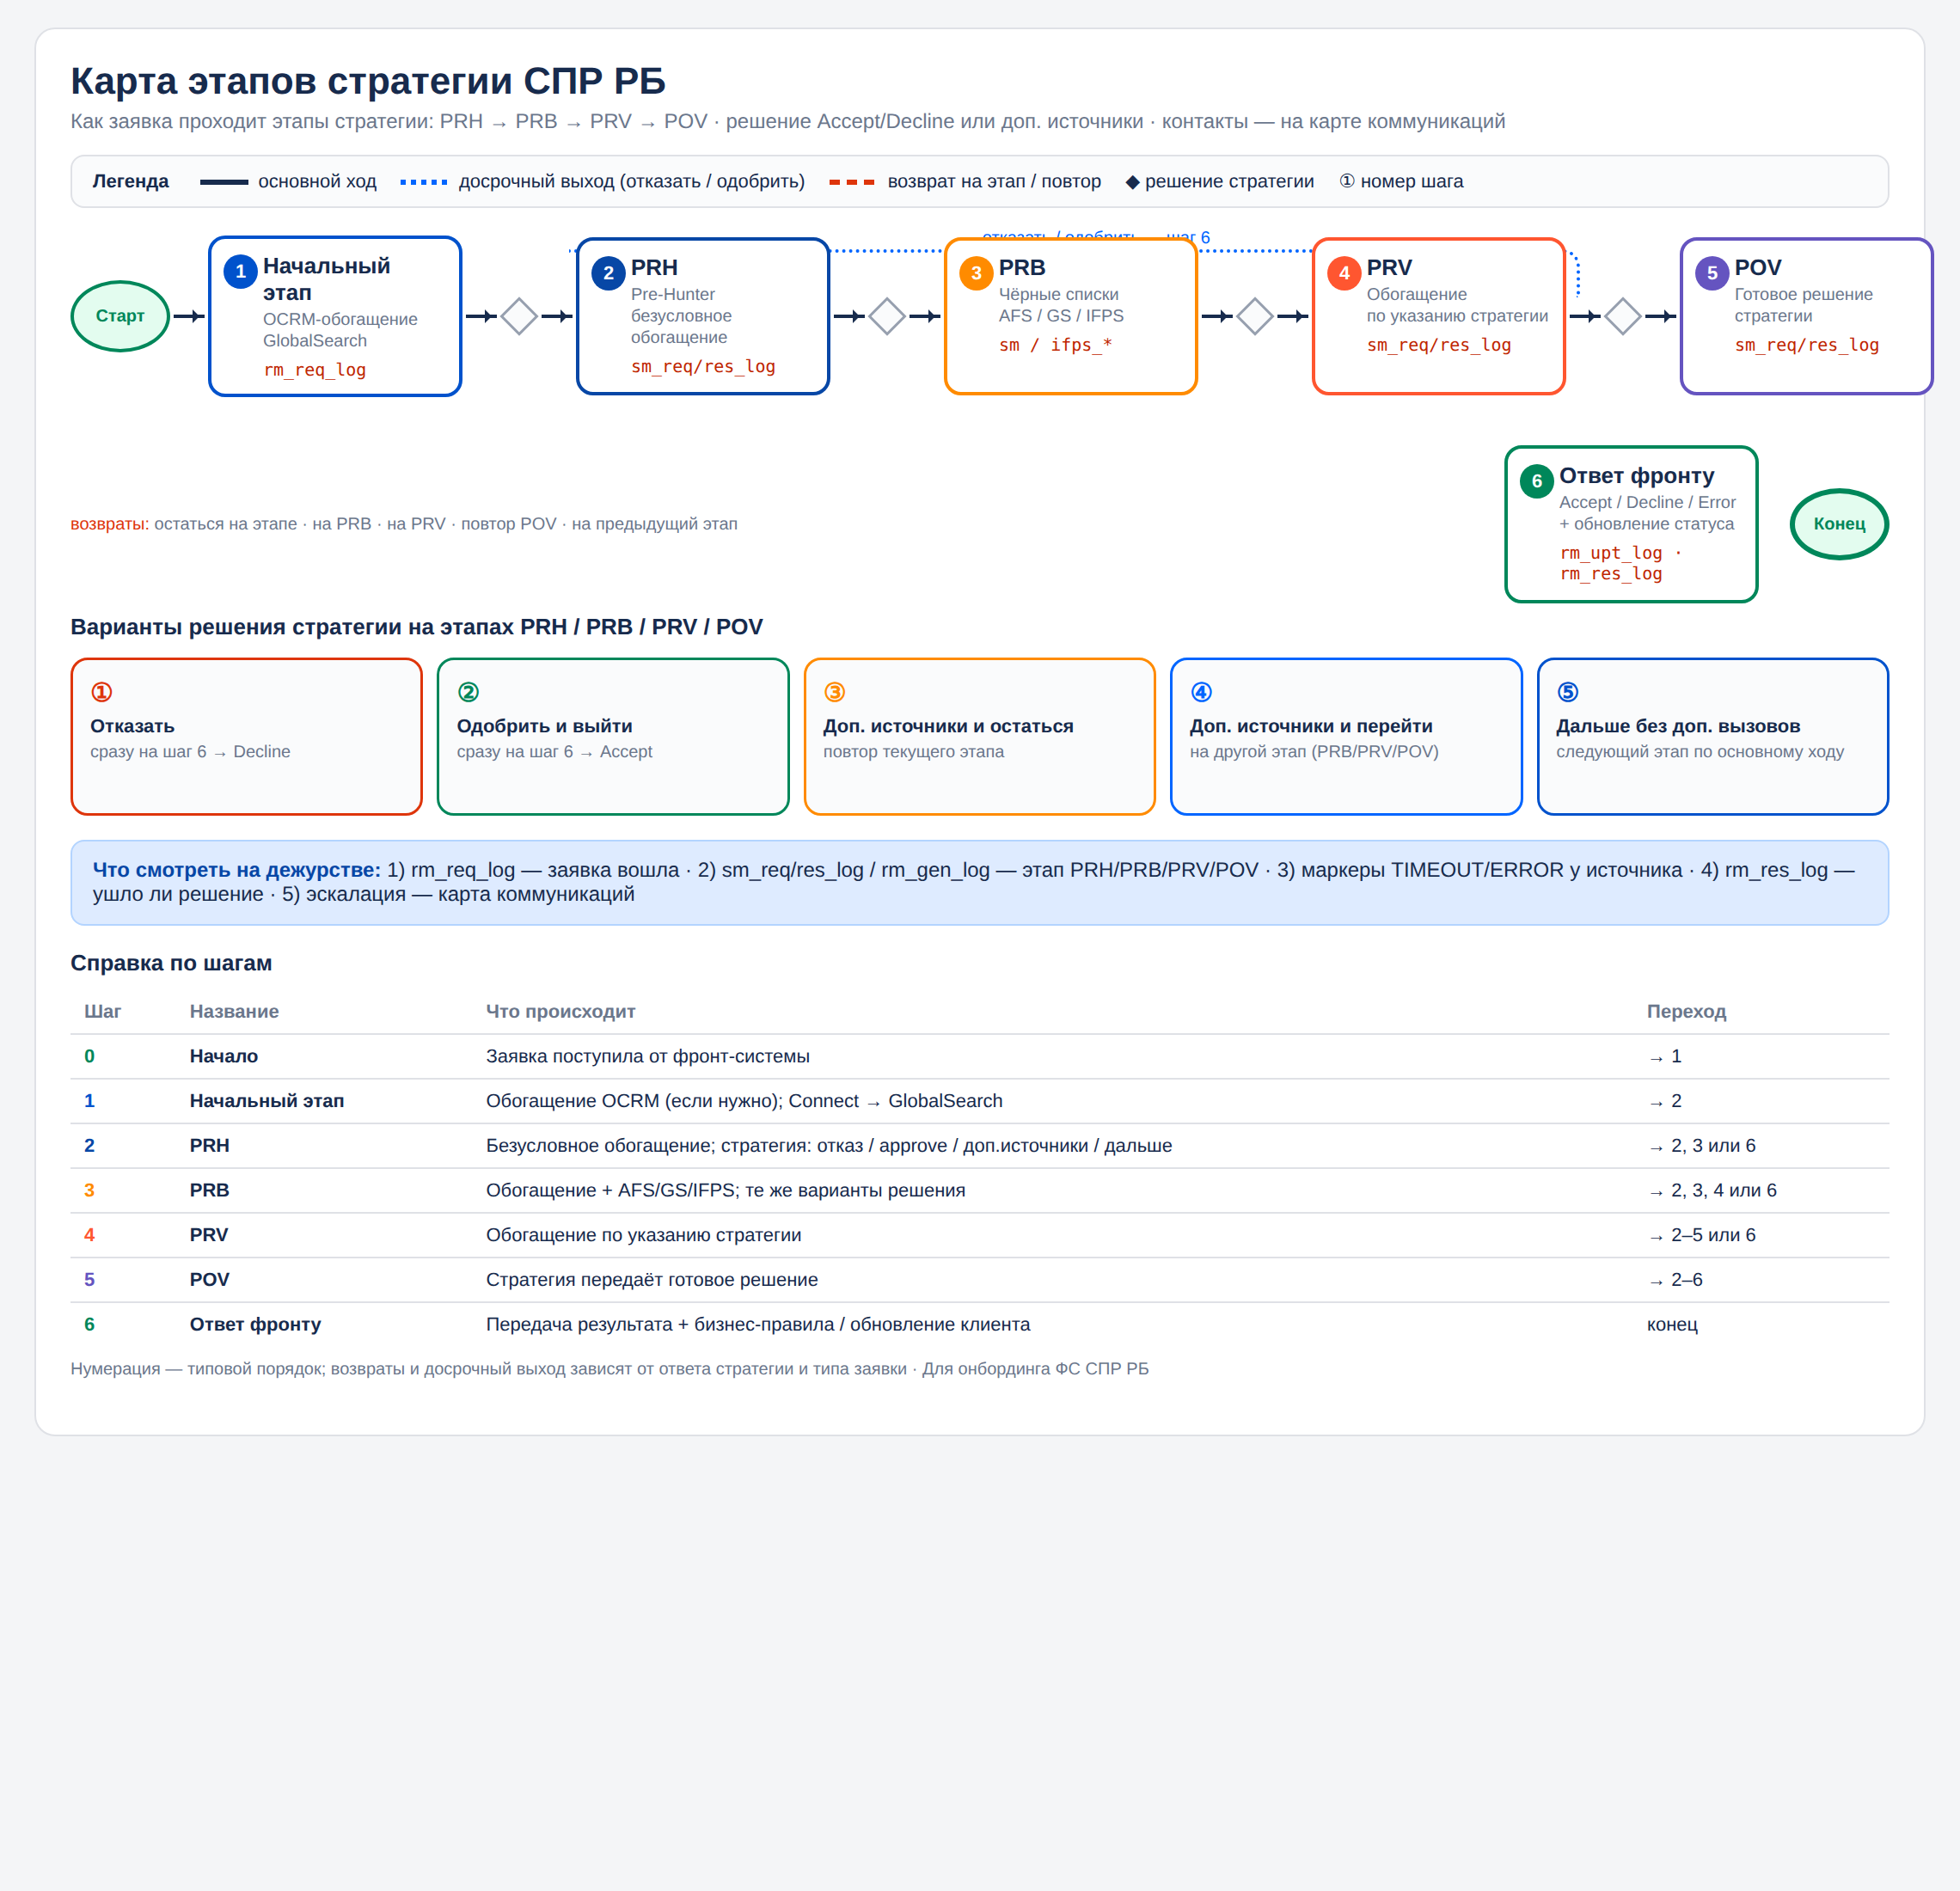 Карта этапов стратегии СПР РБ
Как заявка проходит этапы стратегии: PRH → PRB → PRV → POV · решение Accept/Decline или доп. источники · контакты — на карте коммуникаций
Легенда основной ход досрочный выход (отказать / одобрить) возврат на этап / повтор ◆ решение стратегии ① номер шага
шаг 6
Старт
1 Начальный
этап
OCRM-обогащение
GlobalSearch
rm_req_log
2 PRH
Pre-Hunter
безусловное
обогащение
sm_req/res_log
3 PRB
Чёрные списки
AFS / GS / IFPS
sm / ifps_*
4 PRV
Обогащение
по указанию стратегии
sm_req/res_log
5 POV
Готовое решение
стратегии
sm_req/res_log
возвраты: остаться на этапе · на PRB · на PRV · повтор POV · на предыдущий этап
6 Ответ фронту
Accept / Decline / Error
+ обновление статуса
rm_upt_log ·
rm_res_log
Конец
Варианты решения стратегии на этапах PRH / PRB / PRV / POV
①
Отказать
сразу на шаг 6 → Decline
②
Одобрить и выйти
сразу на шаг 6 → Accept
③
Доп. источники и остаться
повтор текущего этапа
④
Доп. источники и перейти
на другой этап (PRB/PRV/POV)
⑤
Дальше без доп. вызовов
следующий этап по основному ходу
Что смотреть на дежурстве: 1) rm_req_log — заявка вошла · 2) sm_req/res_log / rm_gen_log — этап PRH/PRB/PRV/POV · 3) маркеры TIMEOUT/ERROR у источника · 4) rm_res_log —
ушло ли решение · 5) эскалация — карта коммуникаций
Справка по шагам
Шаг Название Что происходит Переход
0 Начало Заявка поступила от фронт-системы → 1
1 Начальный этап Обогащение OCRM (если нужно); Connect → GlobalSearch → 2
2 PRH Безусловное обогащение; стратегия: отказ / approve / доп.источники / дальше → 2, 3 или 6
3 PRB Обогащение + AFS/GS/IFPS; те же варианты решения → 2, 3, 4 или 6
4 PRV Обогащение по указанию стратегии → 2–5 или 6
5 POV Стратегия передаёт готовое решение → 2–6
6 Ответ фронту Передача результата + бизнес-правила / обновление клиента конец
Нумерация — типовой порядок; возвраты и досрочный выход зависят от ответа стратегии и типа заявки · Для онбординга ФС СПР РБ